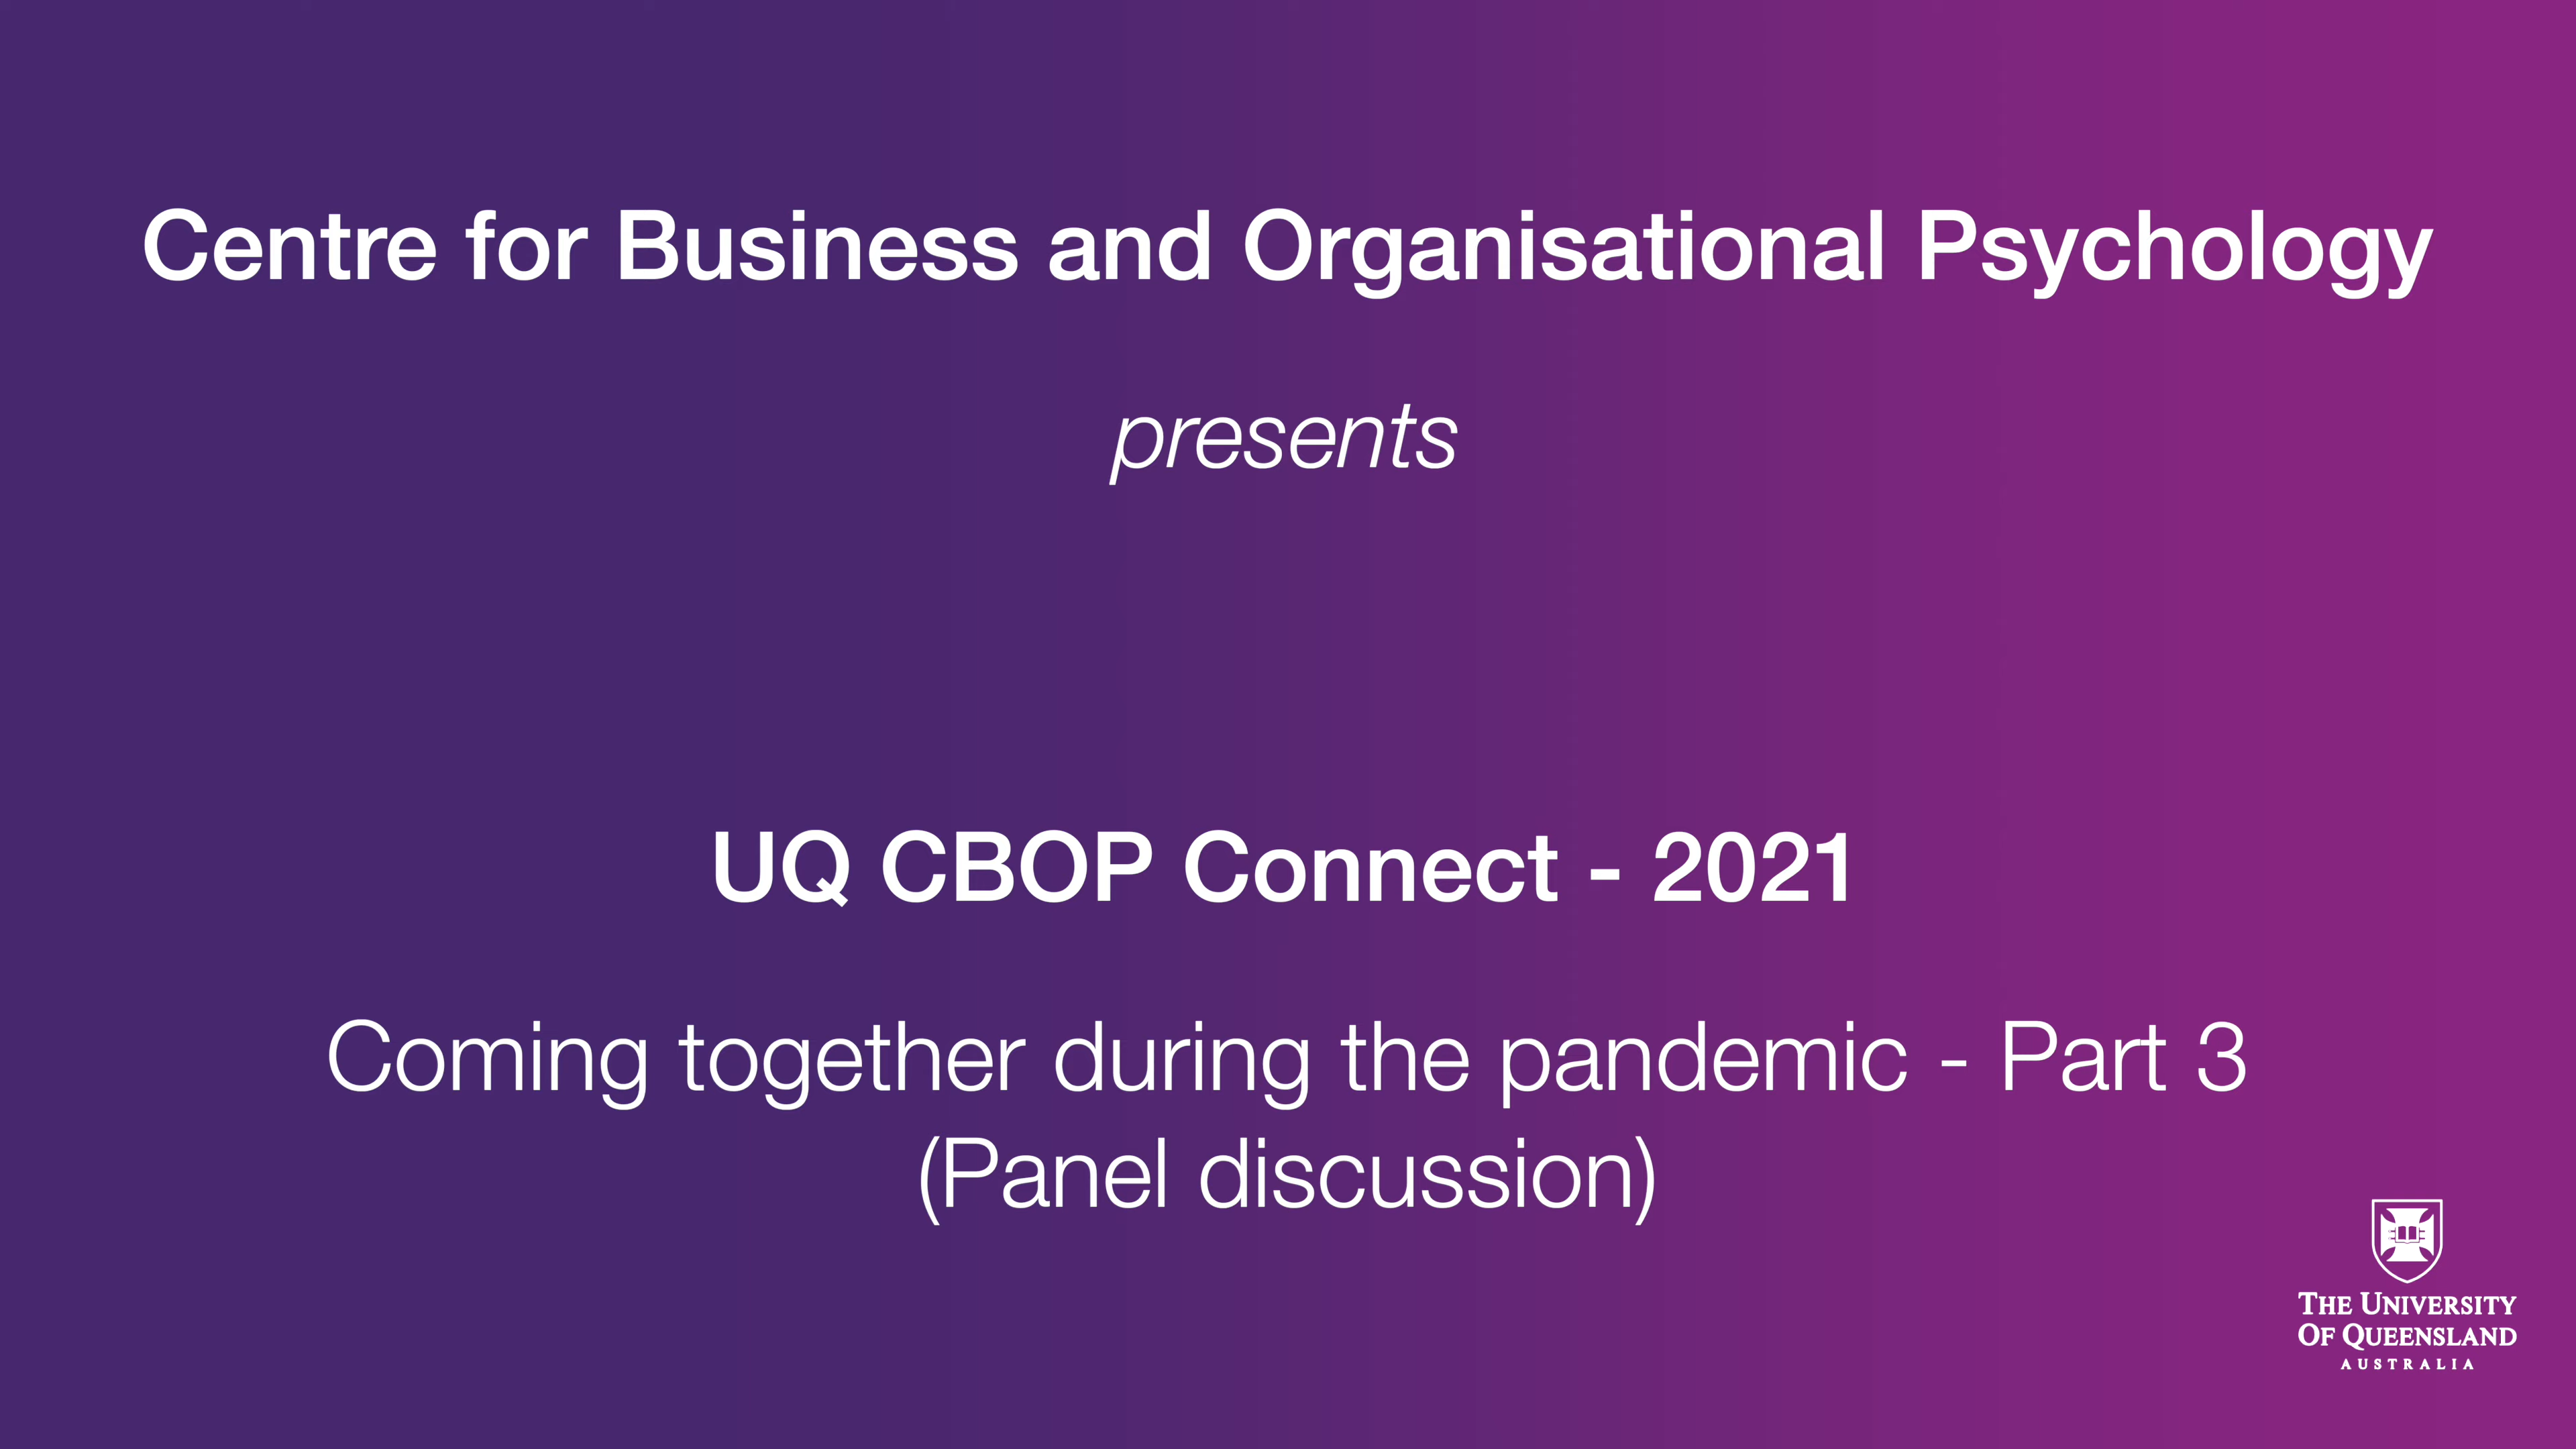 Centre for Business and Organisational Psychology
presents
UQ CBOP Connect - 2021
Coming together during the pandemic - Part 3
(Panel discussion)
THE UNIVERSITY
OF QUEENSLAND
AUSTRALIA